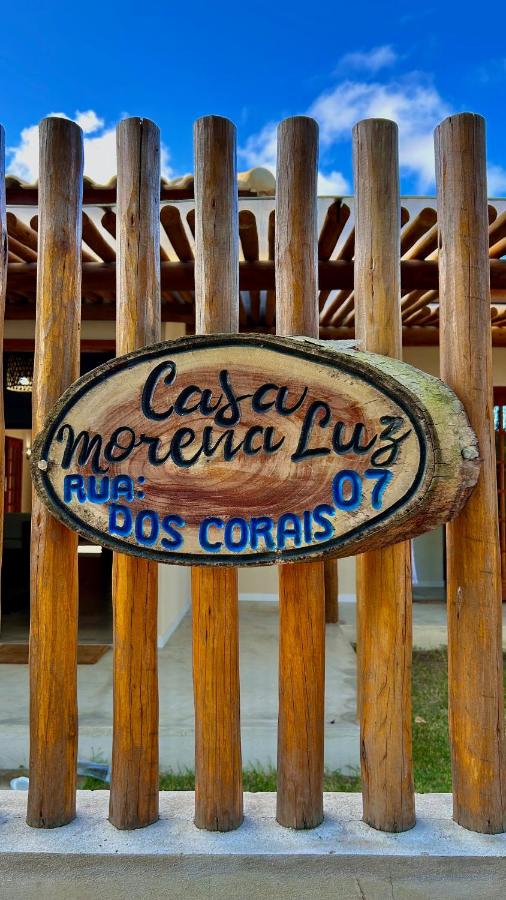 Casa
Morena Luz
RUA: 07
DOS CORAIS